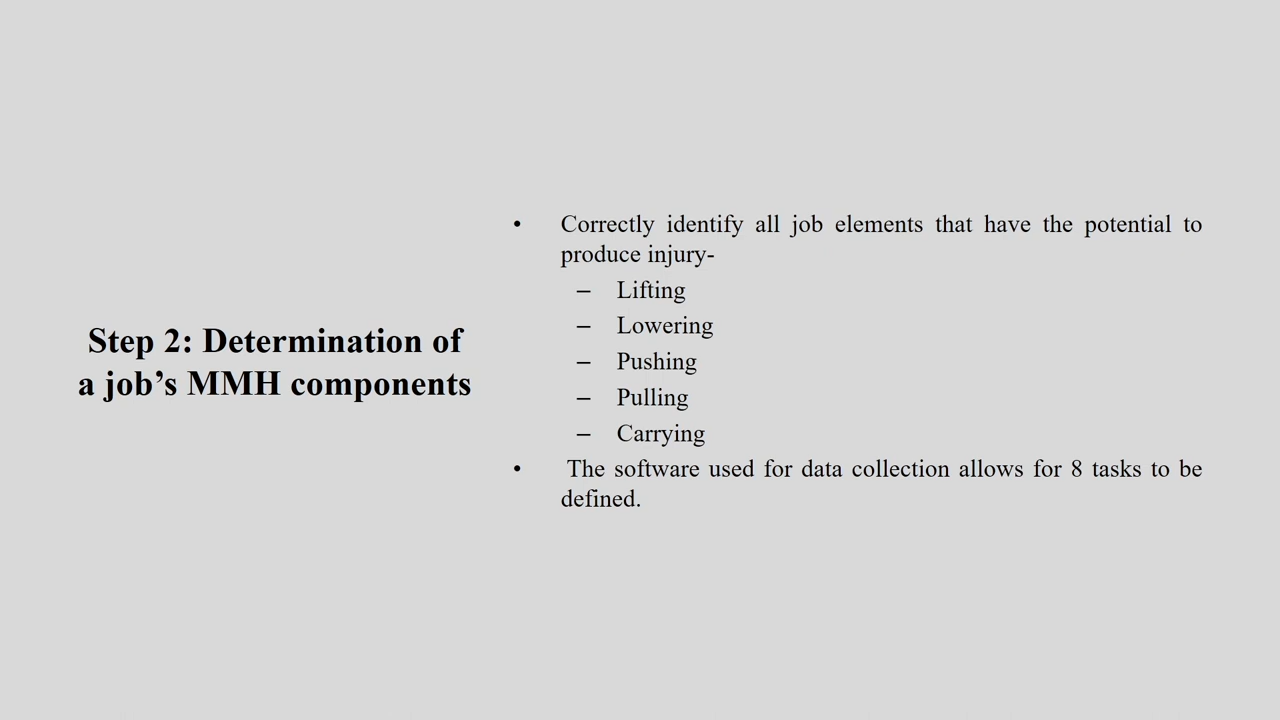 Step 2: Determination of
a job’s MMH components
• Correctly identify all job elements that have the potential to
produce injury-
– Lifting
– Lowering
– Pushing
– Pulling
– Carrying
• The software used for data collection allows for 8 tasks to be
defined.